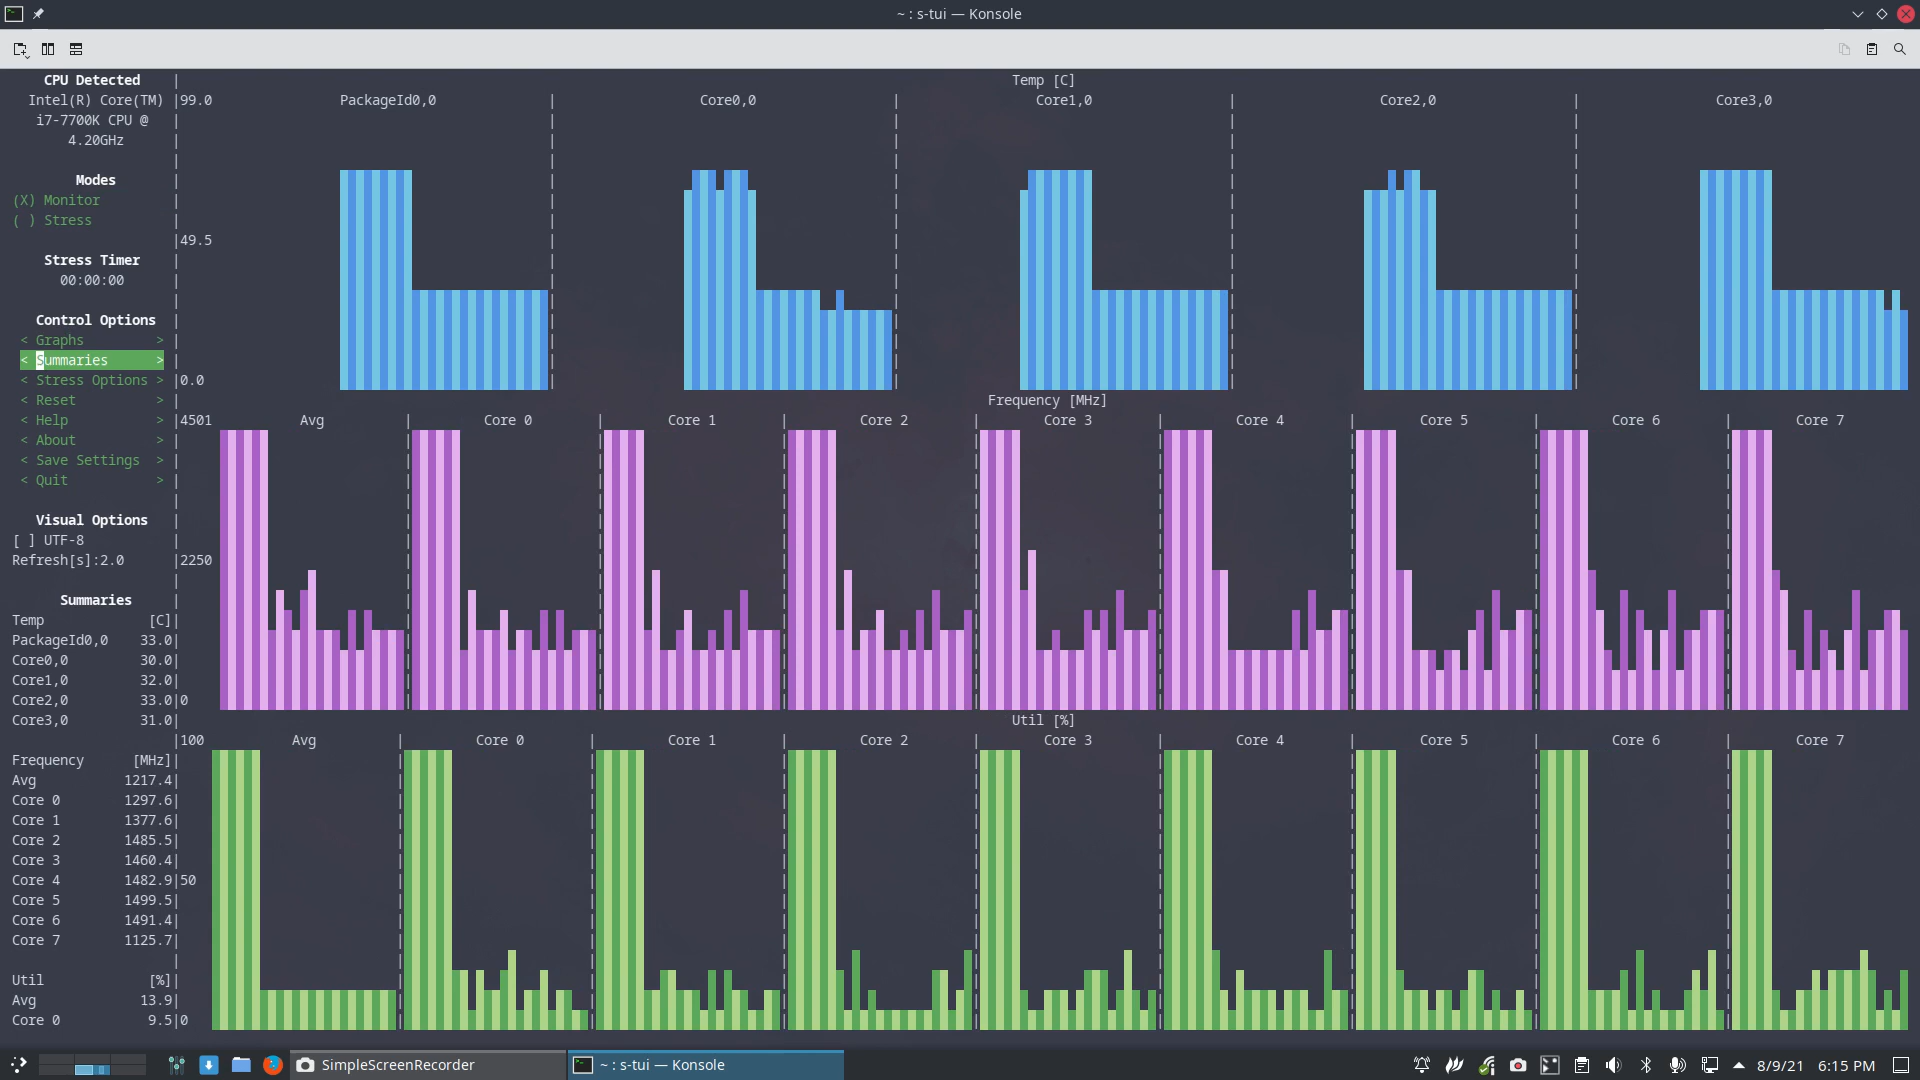 ~ : s-tui — Konsole
CPU Detected
Intel(R) Core(TM)
i7-7700K CPU @
4.20GHz
Modes
(X) Monitor
( ) Stress
Stress Timer
00:00:00
Control Options
< Graphs >
< Summaries >
< Stress Options >
< Reset >
< Help >
< About >
< Save Settings >
< Quit >
Visual Options
[ ] UTF-8
Refresh[s]:2.0
Summaries
Temp [C]
PackageId0,0 33.0
Core0,0 30.0
Core1,0 32.0
Core2,0 33.0
Core3,0 31.0
Frequency [MHz]
Avg 1217.4
Core 0 1297.6
Core 1 1377.6
Core 2 1485.5
Core 3 1460.4
Core 4 1482.9
Core 5 1499.5
Core 6 1491.4
Core 7 1125.7
Util [%]
Avg 13.9
Core 0 9.5
Temp [C]
99.0 PackageId0,0 Core0,0 Core1,0 Core2,0 Core3,0
49.5
0.0
Frequency [MHz]
4501 Avg Core 0 Core 1 Core 2 Core 3 Core 4 Core 5 Core 6 Core 7
2250
0
Util [%]
100 Avg Core 0 Core 1 Core 2 Core 3 Core 4 Core 5 Core 6 Core 7
50
0
SimpleScreenRecorder
~ : s-tui — Konsole
8/9/21 6:15 PM